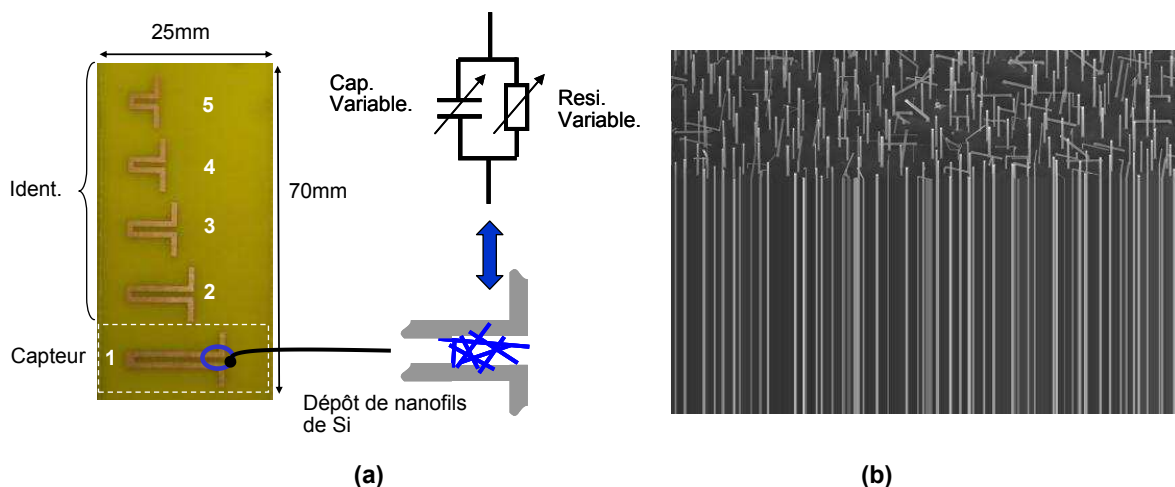 25mm
5
4
3
2
1
Ident.
70mm
Capteur
Cap.
Variable.
Resi.
Variable.
Dépôt de nanofils
de Si
(a)
(b)